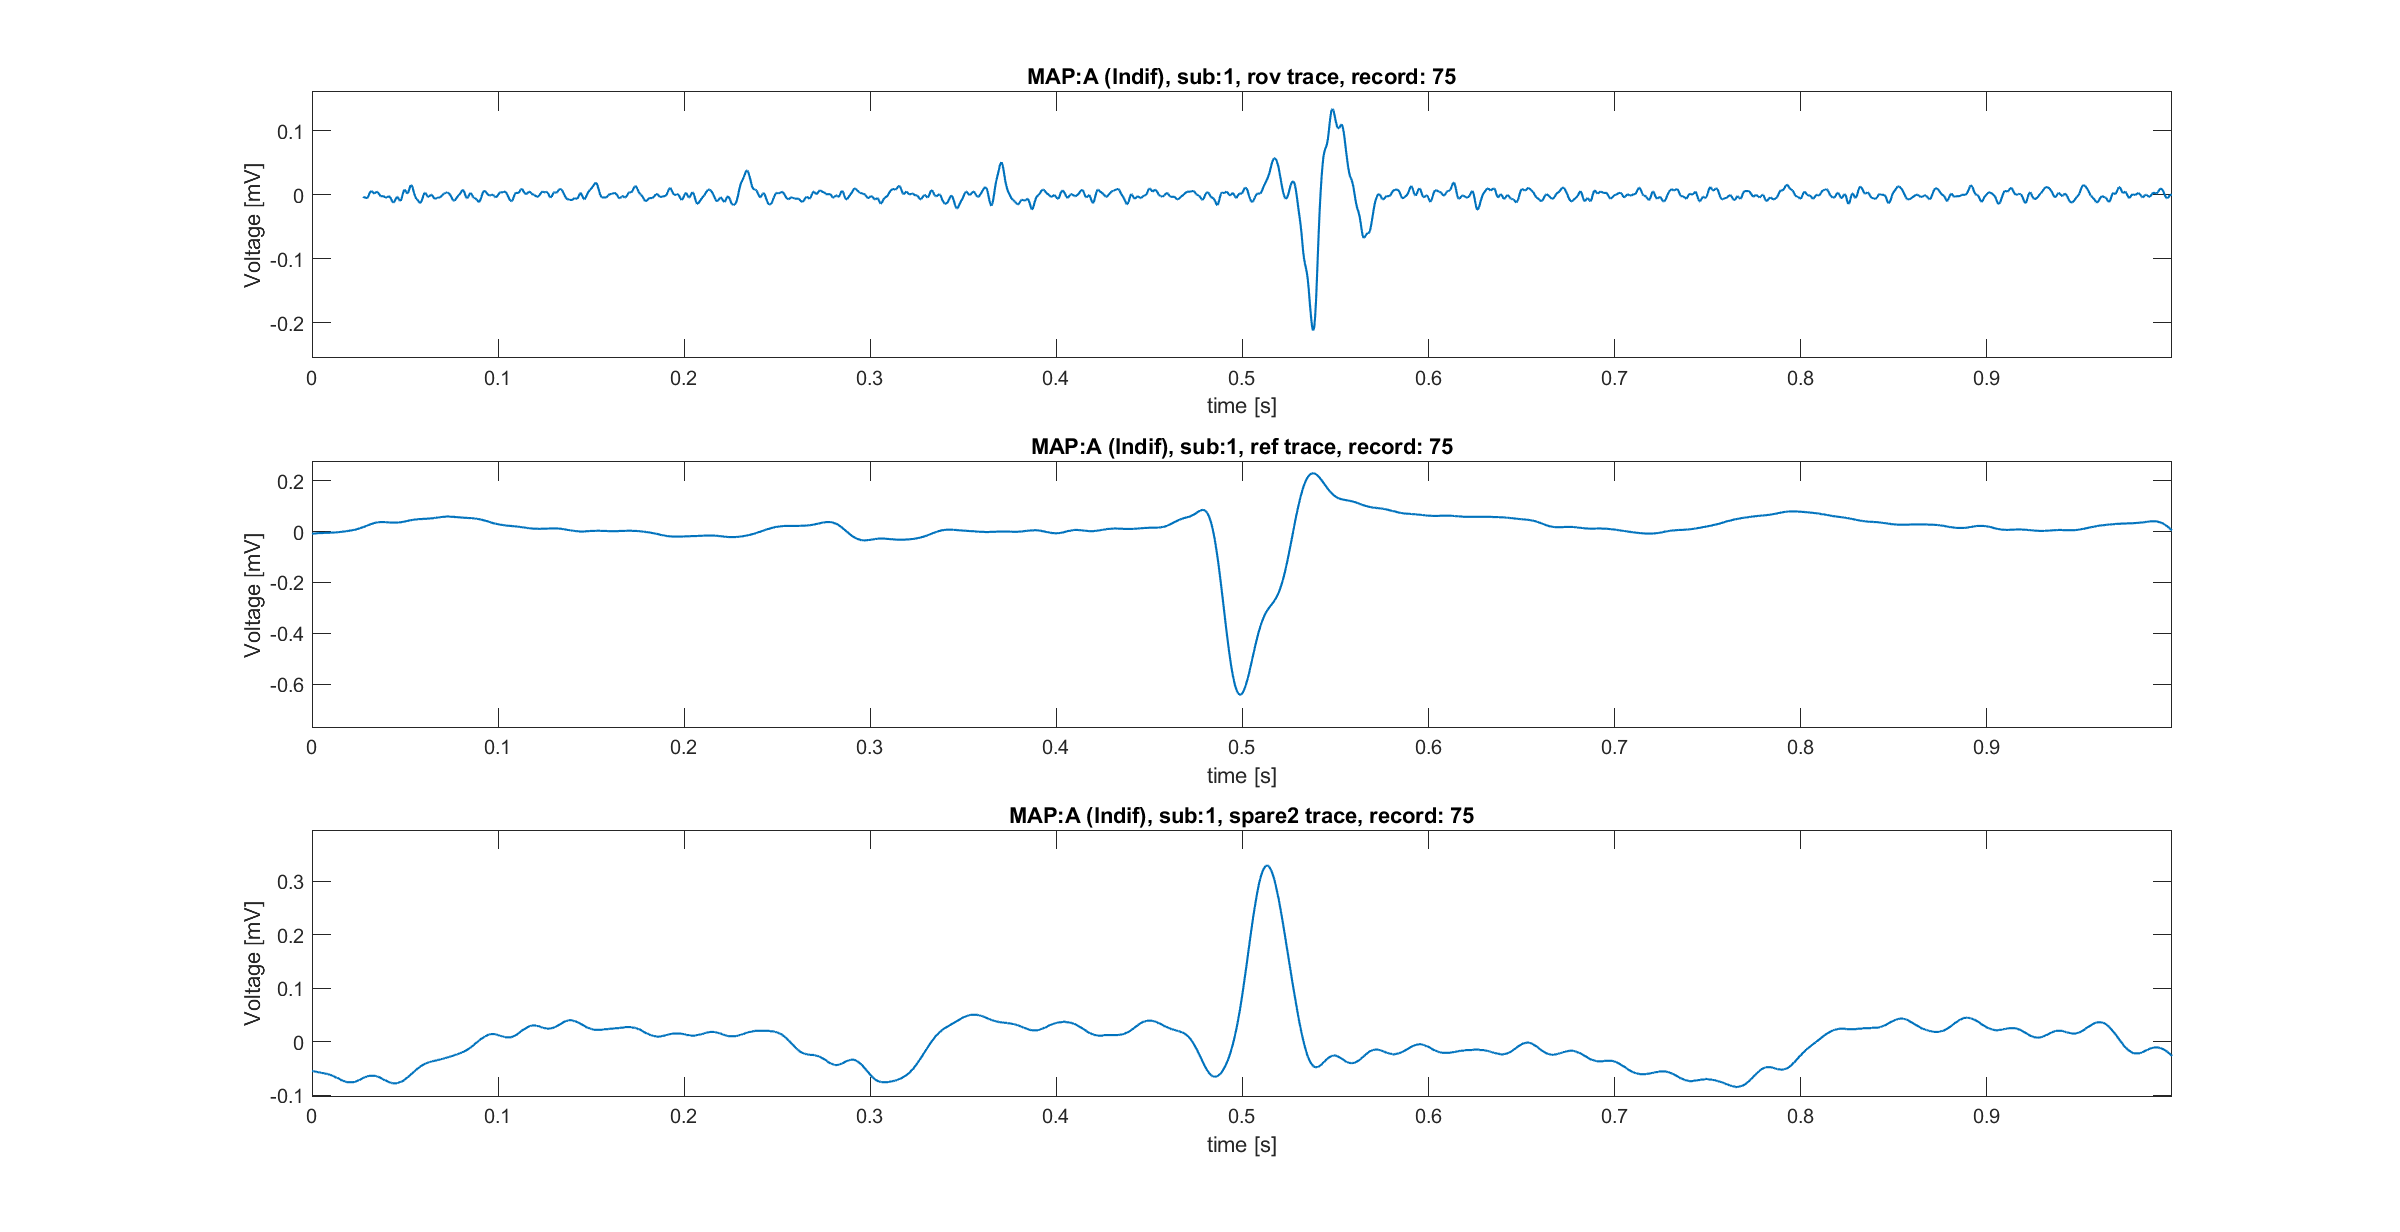 MAP:A (Indif), sub:1, rov trace, record: 75
Voltage [mV]
0.1
0
-0.1
-0.2
0 0.1 0.2 0.3 0.4 0.5 0.6 0.7 0.8 0.9
time [s]
MAP:A (Indif), sub:1, ref trace, record: 75
Voltage [mV]
0.2
0
-0.2
-0.4
-0.6
0 0.1 0.2 0.3 0.4 0.5 0.6 0.7 0.8 0.9
time [s]
MAP:A (Indif), sub:1, spare2 trace, record: 75
Voltage [mV]
0.3
0.2
0.1
0
-0.1
0 0.1 0.2 0.3 0.4 0.5 0.6 0.7 0.8 0.9
time [s]